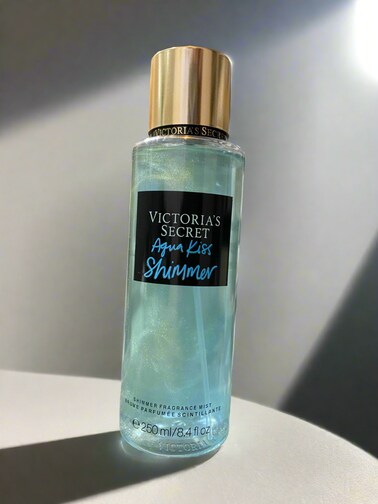 VICTORIA'S SECRET
VICTORIA'S
SECRET
Aqua Kiss
Shimmer
SHIMMER FRAGRANCE MIST
BRUME PARFUMÉE SCINTILLANTE
℮ 250 ml/8.4 fl oz